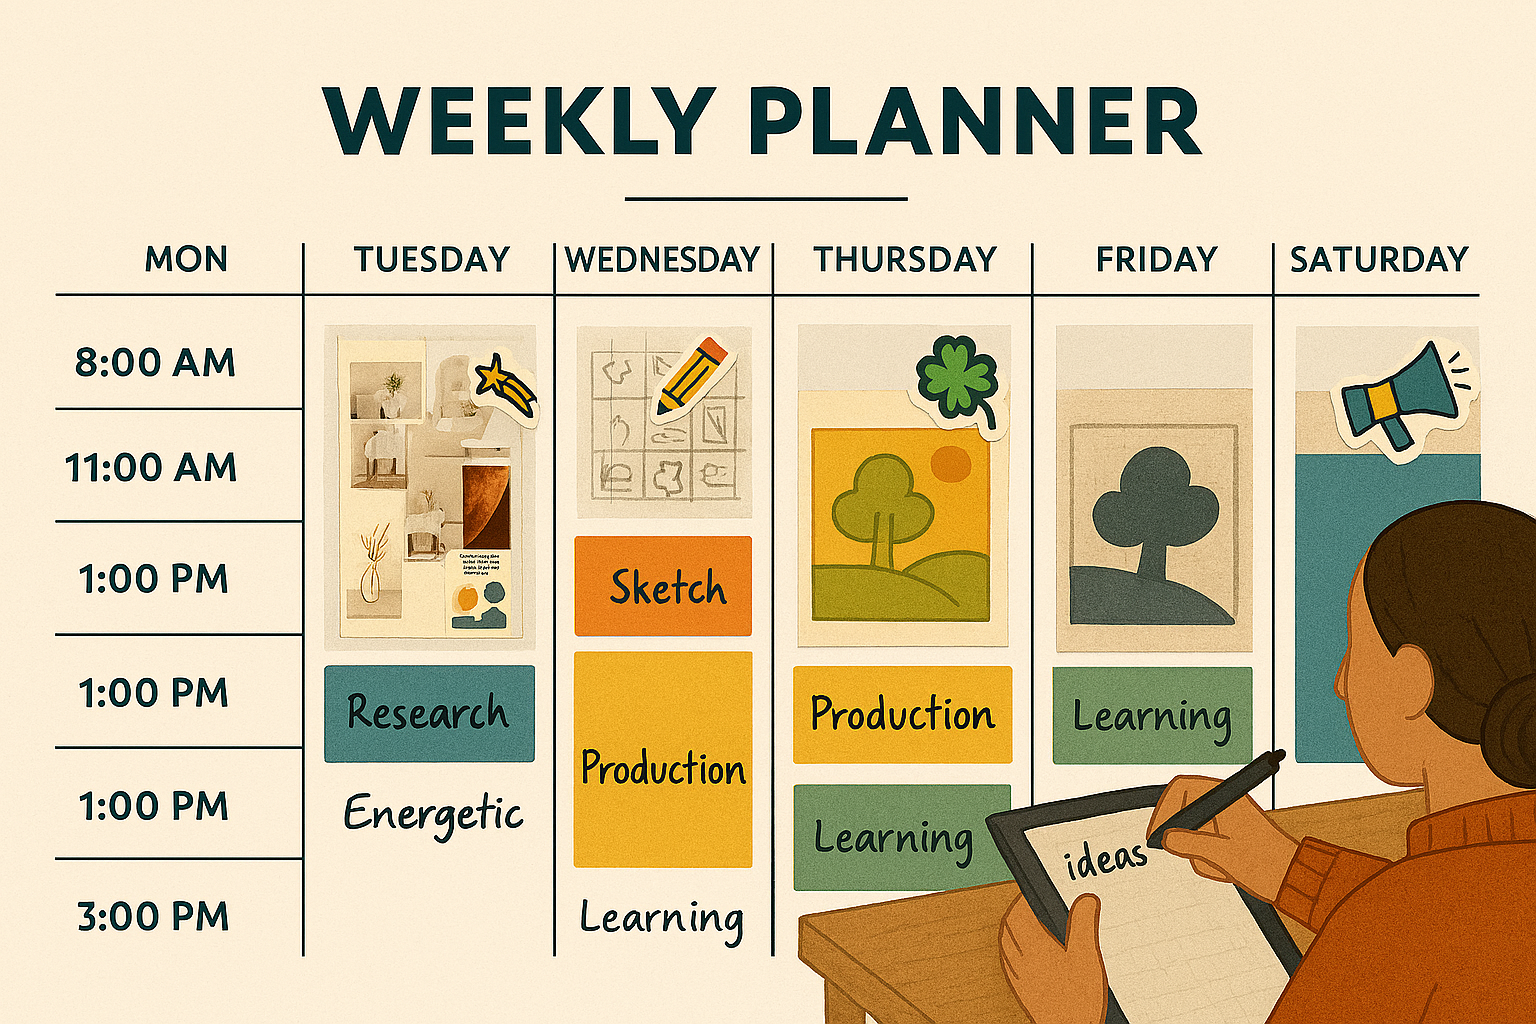 WEEKLY PLANNER
MON TUESDAY WEDNESDAY THURSDAY FRIDAY SATURDAY
8:00 AM
11:00 AM
1:00 PM
Sketch
1:00 PM
Research
Production
Production
Learning
1:00 PM
Energetic
Learning
ideas
3:00 PM
Learning